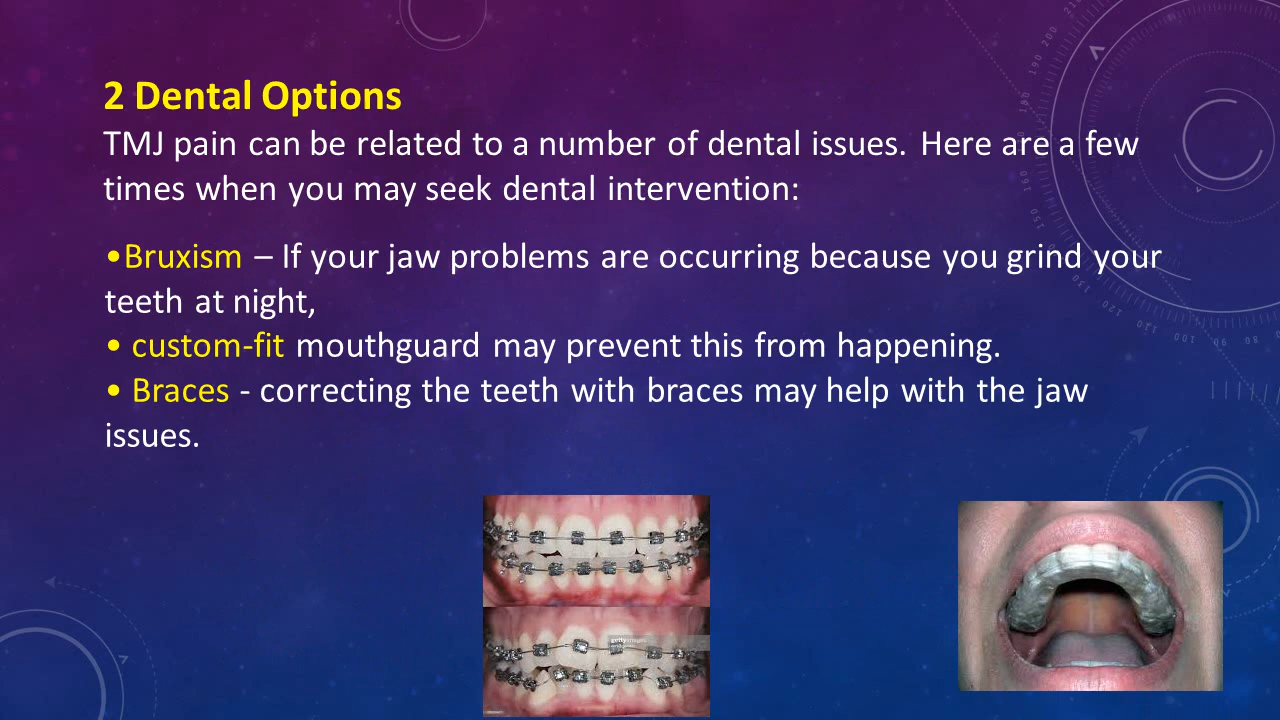 2 Dental Options
TMJ pain can be related to a number of dental issues. Here are a few
times when you may seek dental intervention:
•Bruxism – If your jaw problems are occurring because you grind your
teeth at night,
• custom-fit mouthguard may prevent this from happening.
• Braces - correcting the teeth with braces may help with the jaw
issues.
gettyimages